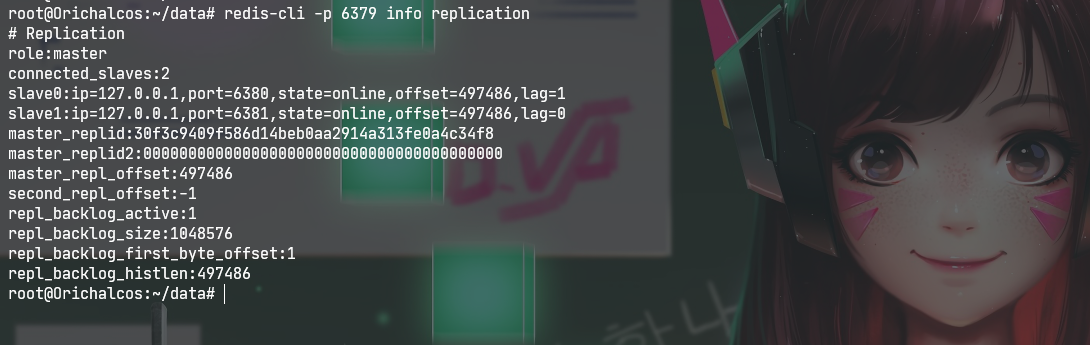 root@Orichalcos:~/data# redis-cli -p 6379 info replication
# Replication
role:master
connected_slaves:2
slave0:ip=127.0.0.1,port=6380,state=online,offset=497486,lag=1
slave1:ip=127.0.0.1,port=6381,state=online,offset=497486,lag=0
master_replid:30f3c9409f586d14beb0aa2914a313fe0a4c34f8
master_replid2:0000000000000000000000000000000000000000
master_repl_offset:497486
second_repl_offset:-1
repl_backlog_active:1
repl_backlog_size:1048576
repl_backlog_first_byte_offset:1
repl_backlog_histlen:497486
root@Orichalcos:~/data#
D.VA
하나